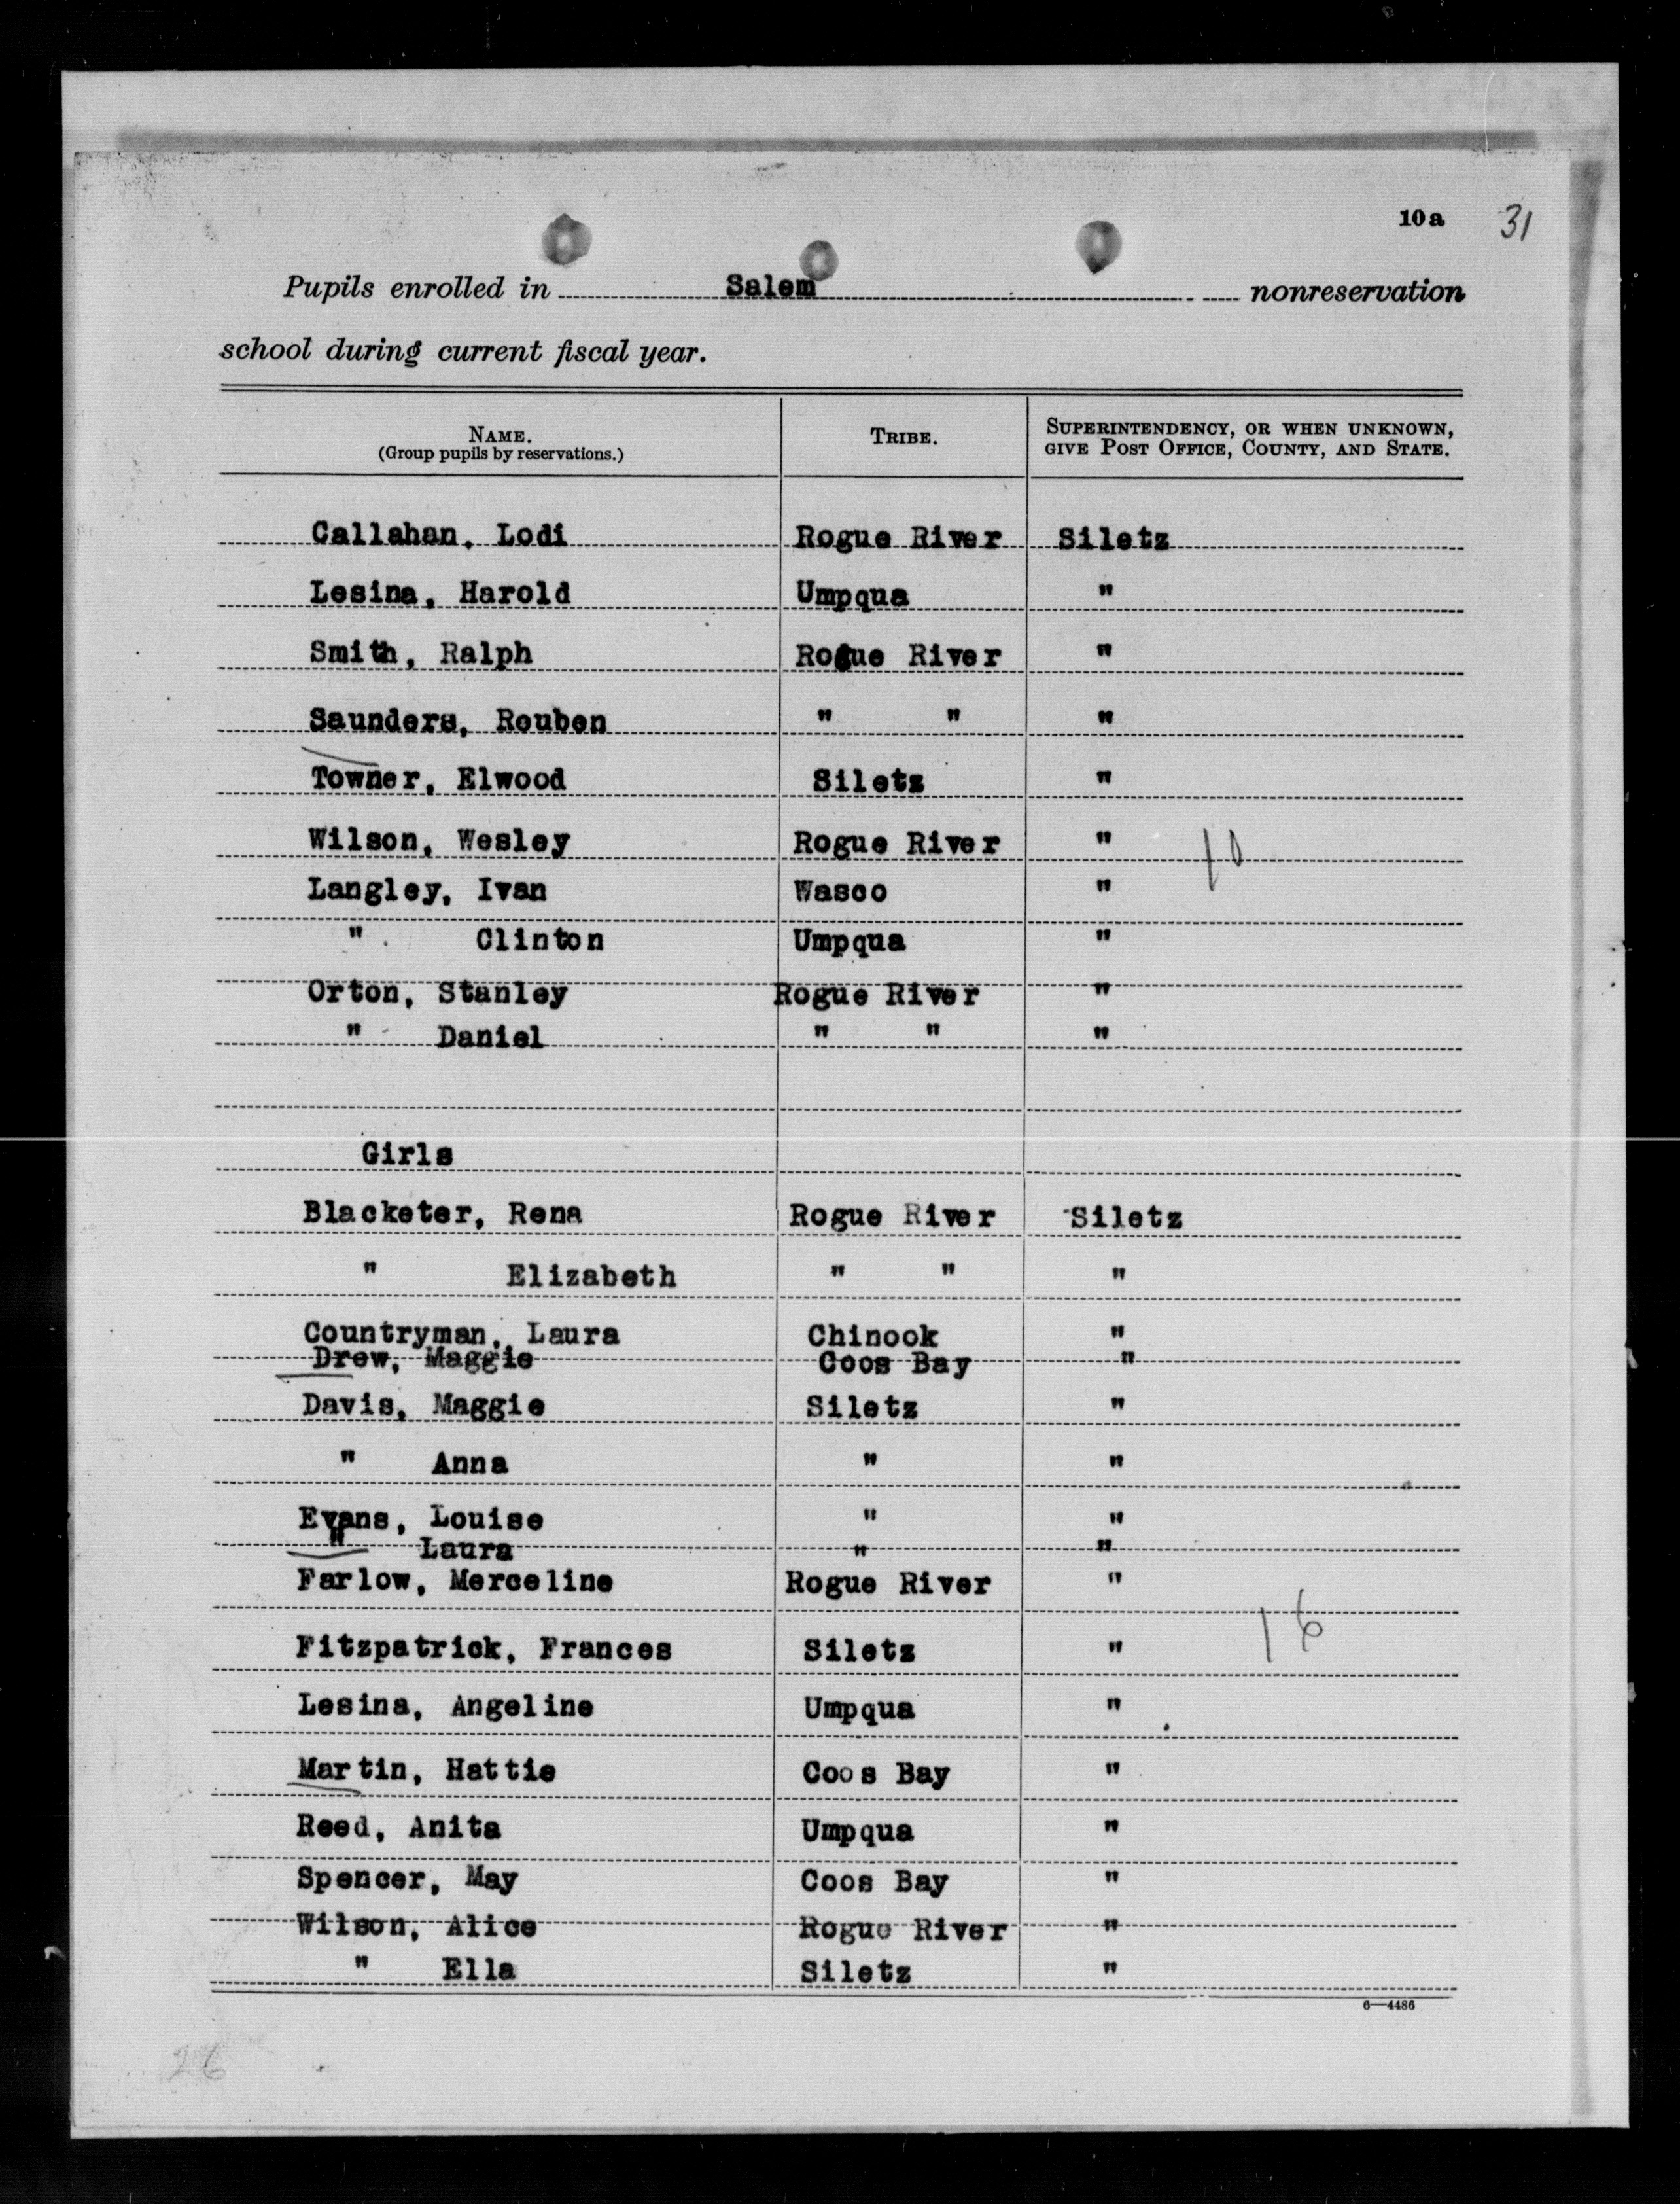 10a 31
Pupils enrolled in Salem nonreservation
school during current fiscal year.
NAME. TRIBE. SUPERINTENDENCY, OR WHEN UNKNOWN,
(Group pupils by reservations.) GIVE POST OFFICE, COUNTY, AND STATE.
Callahan, Lodi Rogue River Siletz
Lesina, Harold Umpqua "
Smith, Ralph Rogue River "
Saunders, Reuben " " "
Towner, Elwood Siletz "
Wilson, Wesley Rogue River " 10
Langley, Ivan Wasco "
" Clinton Umpqua "
Orton, Stanley Rogue River "
" Daniel " " "
Girls
Blacketer, Rena Rogue River Siletz
" Elizabeth " " "
Countryman, Laura Chinook "
Drew, Maggie Coos Bay "
Davis, Maggie Siletz "
" Anna " "
Evans, Louise " "
" Laura " "
Farlow, Merceline Rogue River "
Fitzpatrick, Frances Siletz " 16
Lesina, Angeline Umpqua "
Martin, Hattie Coos Bay "
Reed, Anita Umpqua "
Spencer, May Coos Bay "
Wilson, Alice Rogue River "
" Ella Siletz "
6—4486
26